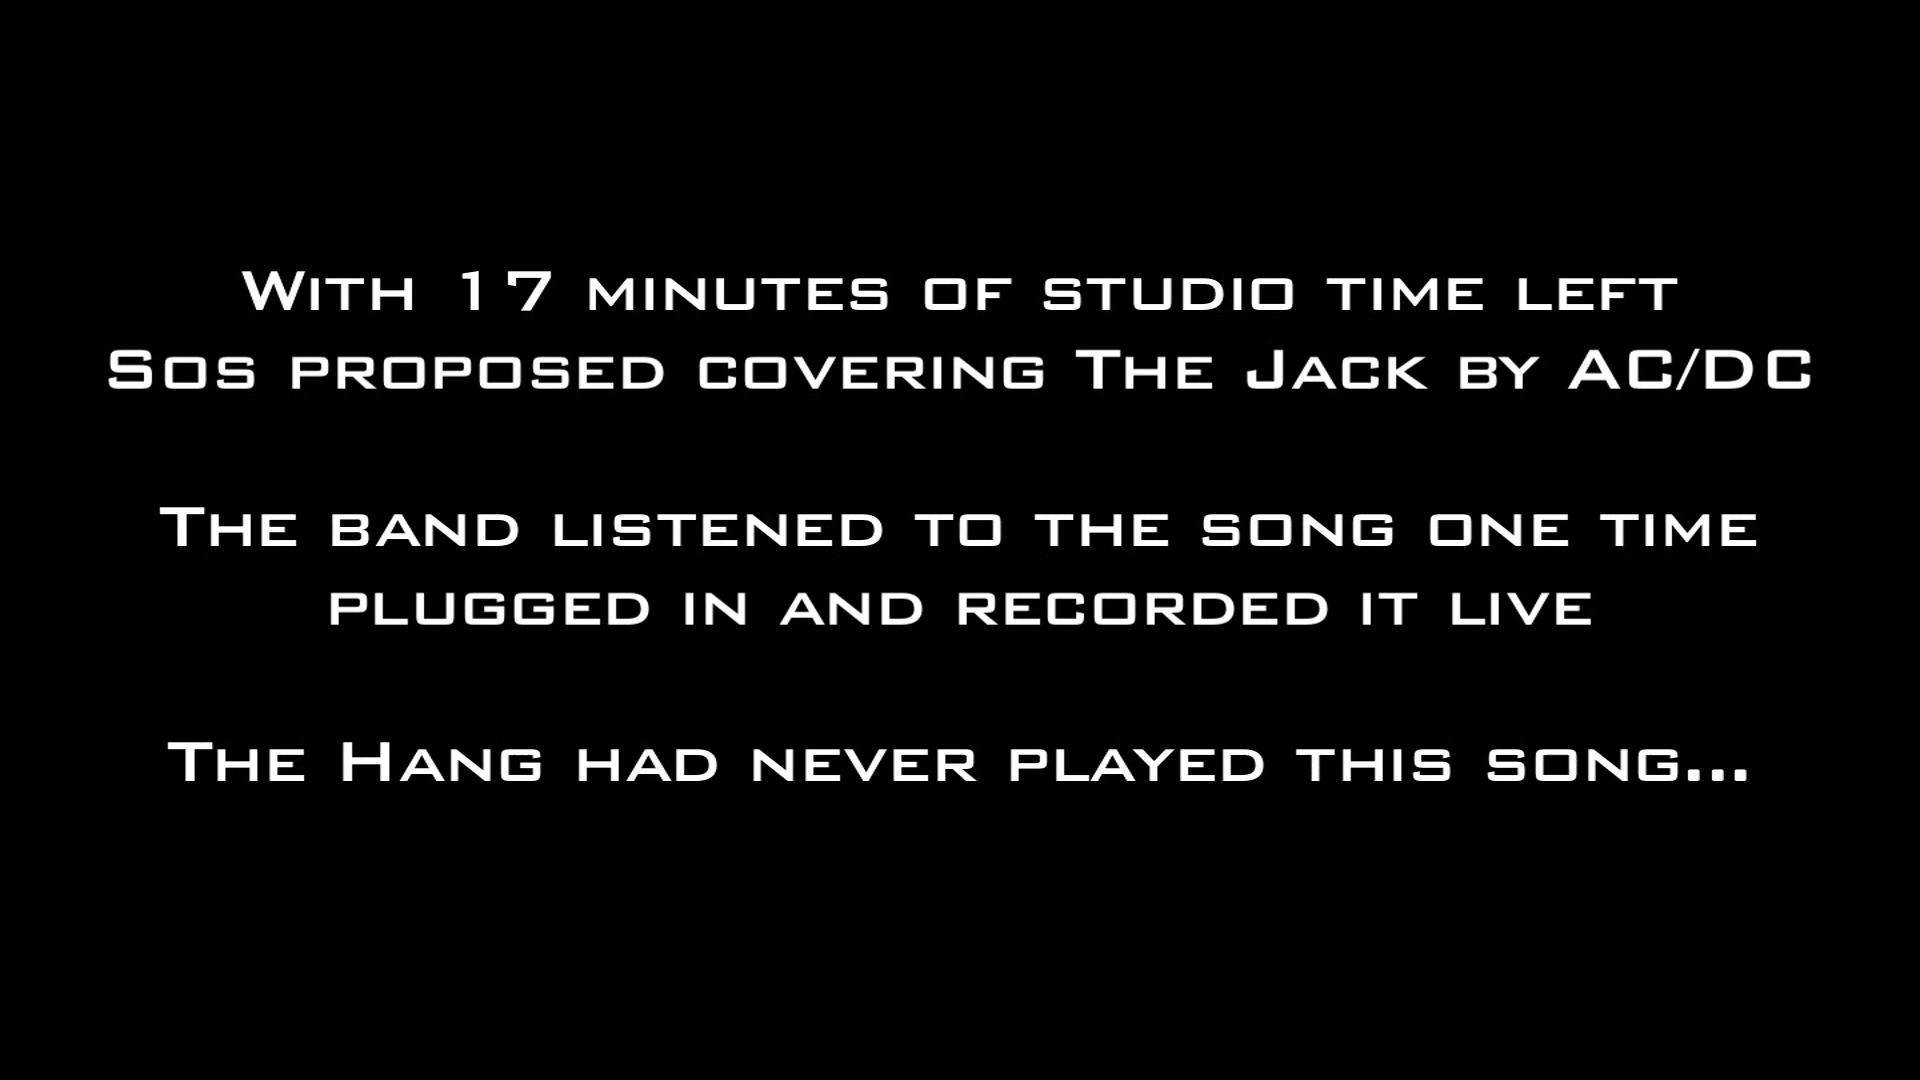 With 17 minutes of studio time left
Sos proposed covering The Jack by AC/DC
The band listened to the song one time
plugged in and recorded it live
The Hang had never played this song...